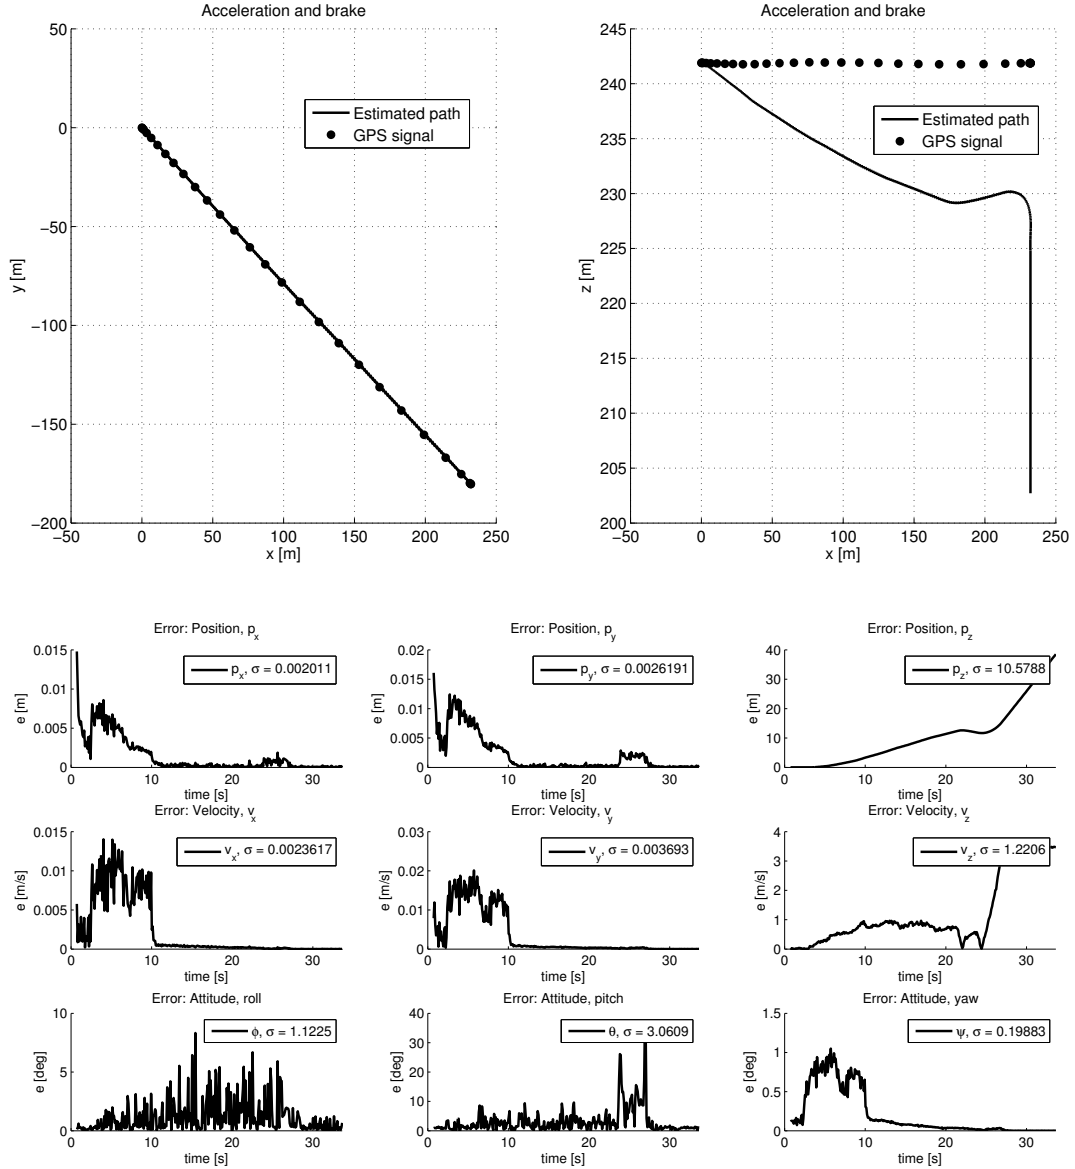 Acceleration and brake
50
0
−50
−100
−150
−200
y [m]
Estimated path
GPS signal
−50 0 50 100 150 200 250
x [m]
Acceleration and brake
245
240
235
230
225
220
215
210
205
200
z [m]
Estimated path
GPS signal
−50 0 50 100 150 200 250
x [m]
Error: Position, p_x
0.015
0.01
0.005
0
e [m]
p_x, σ = 0.002011
0 10 20 30
time [s]
Error: Position, p_y
0.02
0.015
0.01
0.005
0
e [m]
p_y, σ = 0.0026191
0 10 20 30
time [s]
Error: Position, p_z
40
30
20
10
0
e [m]
p_z, σ = 10.5788
0 10 20 30
time [s]
Error: Velocity, v_x
0.015
0.01
0.005
0
e [m/s]
v_x, σ = 0.0023617
0 10 20 30
time [s]
Error: Velocity, v_y
0.03
0.02
0.01
0
e [m/s]
v_y, σ = 0.003693
0 10 20 30
time [s]
Error: Velocity, v_z
4
3
2
1
0
e [m/s]
v_z, σ = 1.2206
0 10 20 30
time [s]
Error: Attitude, roll
10
5
0
e [deg]
ϕ, σ = 1.1225
0 10 20 30
time [s]
Error: Attitude, pitch
40
30
20
10
0
e [deg]
θ, σ = 3.0609
0 10 20 30
time [s]
Error: Attitude, yaw
1.5
1
0.5
0
e [deg]
ψ, σ = 0.19883
0 10 20 30
time [s]